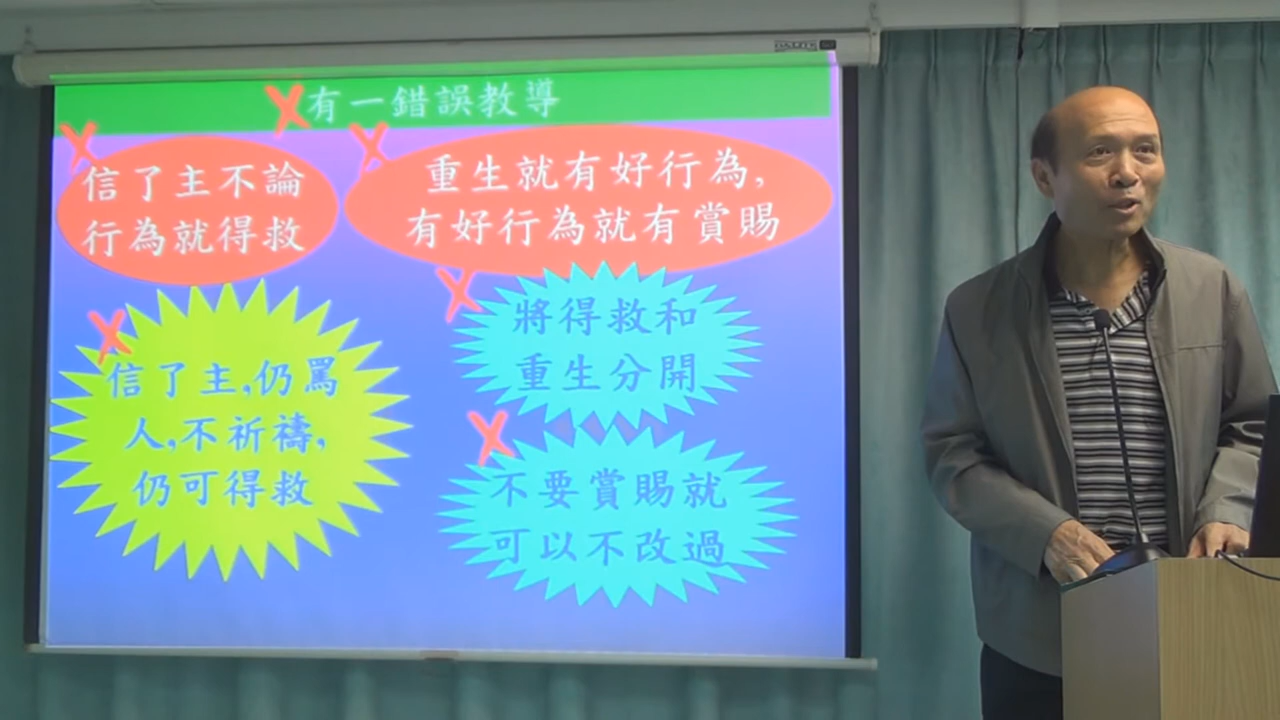 有一錯誤教導
信了主不論
行為就得救
重生就有好行為,
有好行為就有賞賜
將得救和
重生分開
信了主,仍罵
人,不祈禱,
仍可得救
不要賞賜就
可以不改過